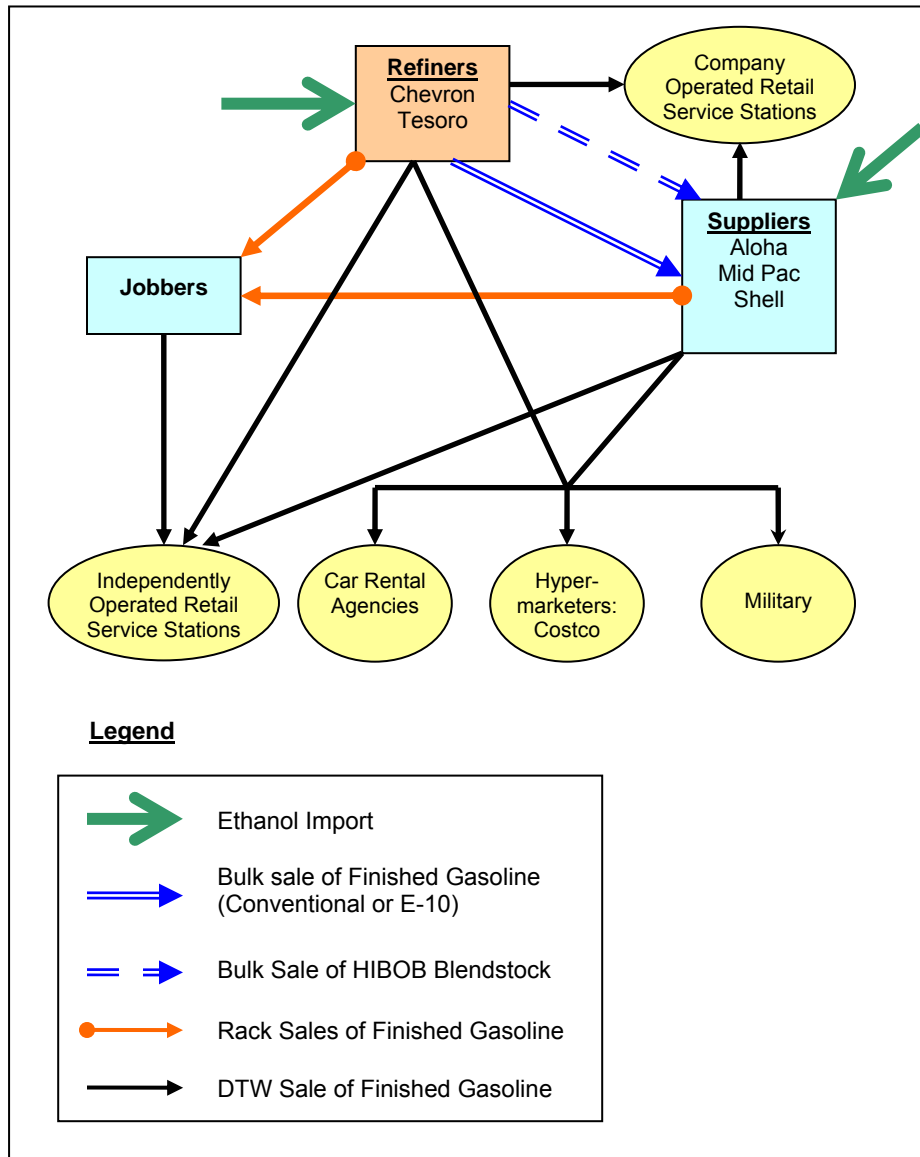 Refiners
Chevron
Tesoro
Company
Operated Retail
Service Stations
Suppliers
Aloha
Mid Pac
Shell
Jobbers
Independently
Operated Retail
Service Stations
Car Rental
Agencies
Hyper-
marketers:
Costco
Military
Legend
Ethanol Import
Bulk sale of Finished Gasoline
(Conventional or E-10)
Bulk Sale of HIBOB Blendstock
Rack Sales of Finished Gasoline
DTW Sale of Finished Gasoline